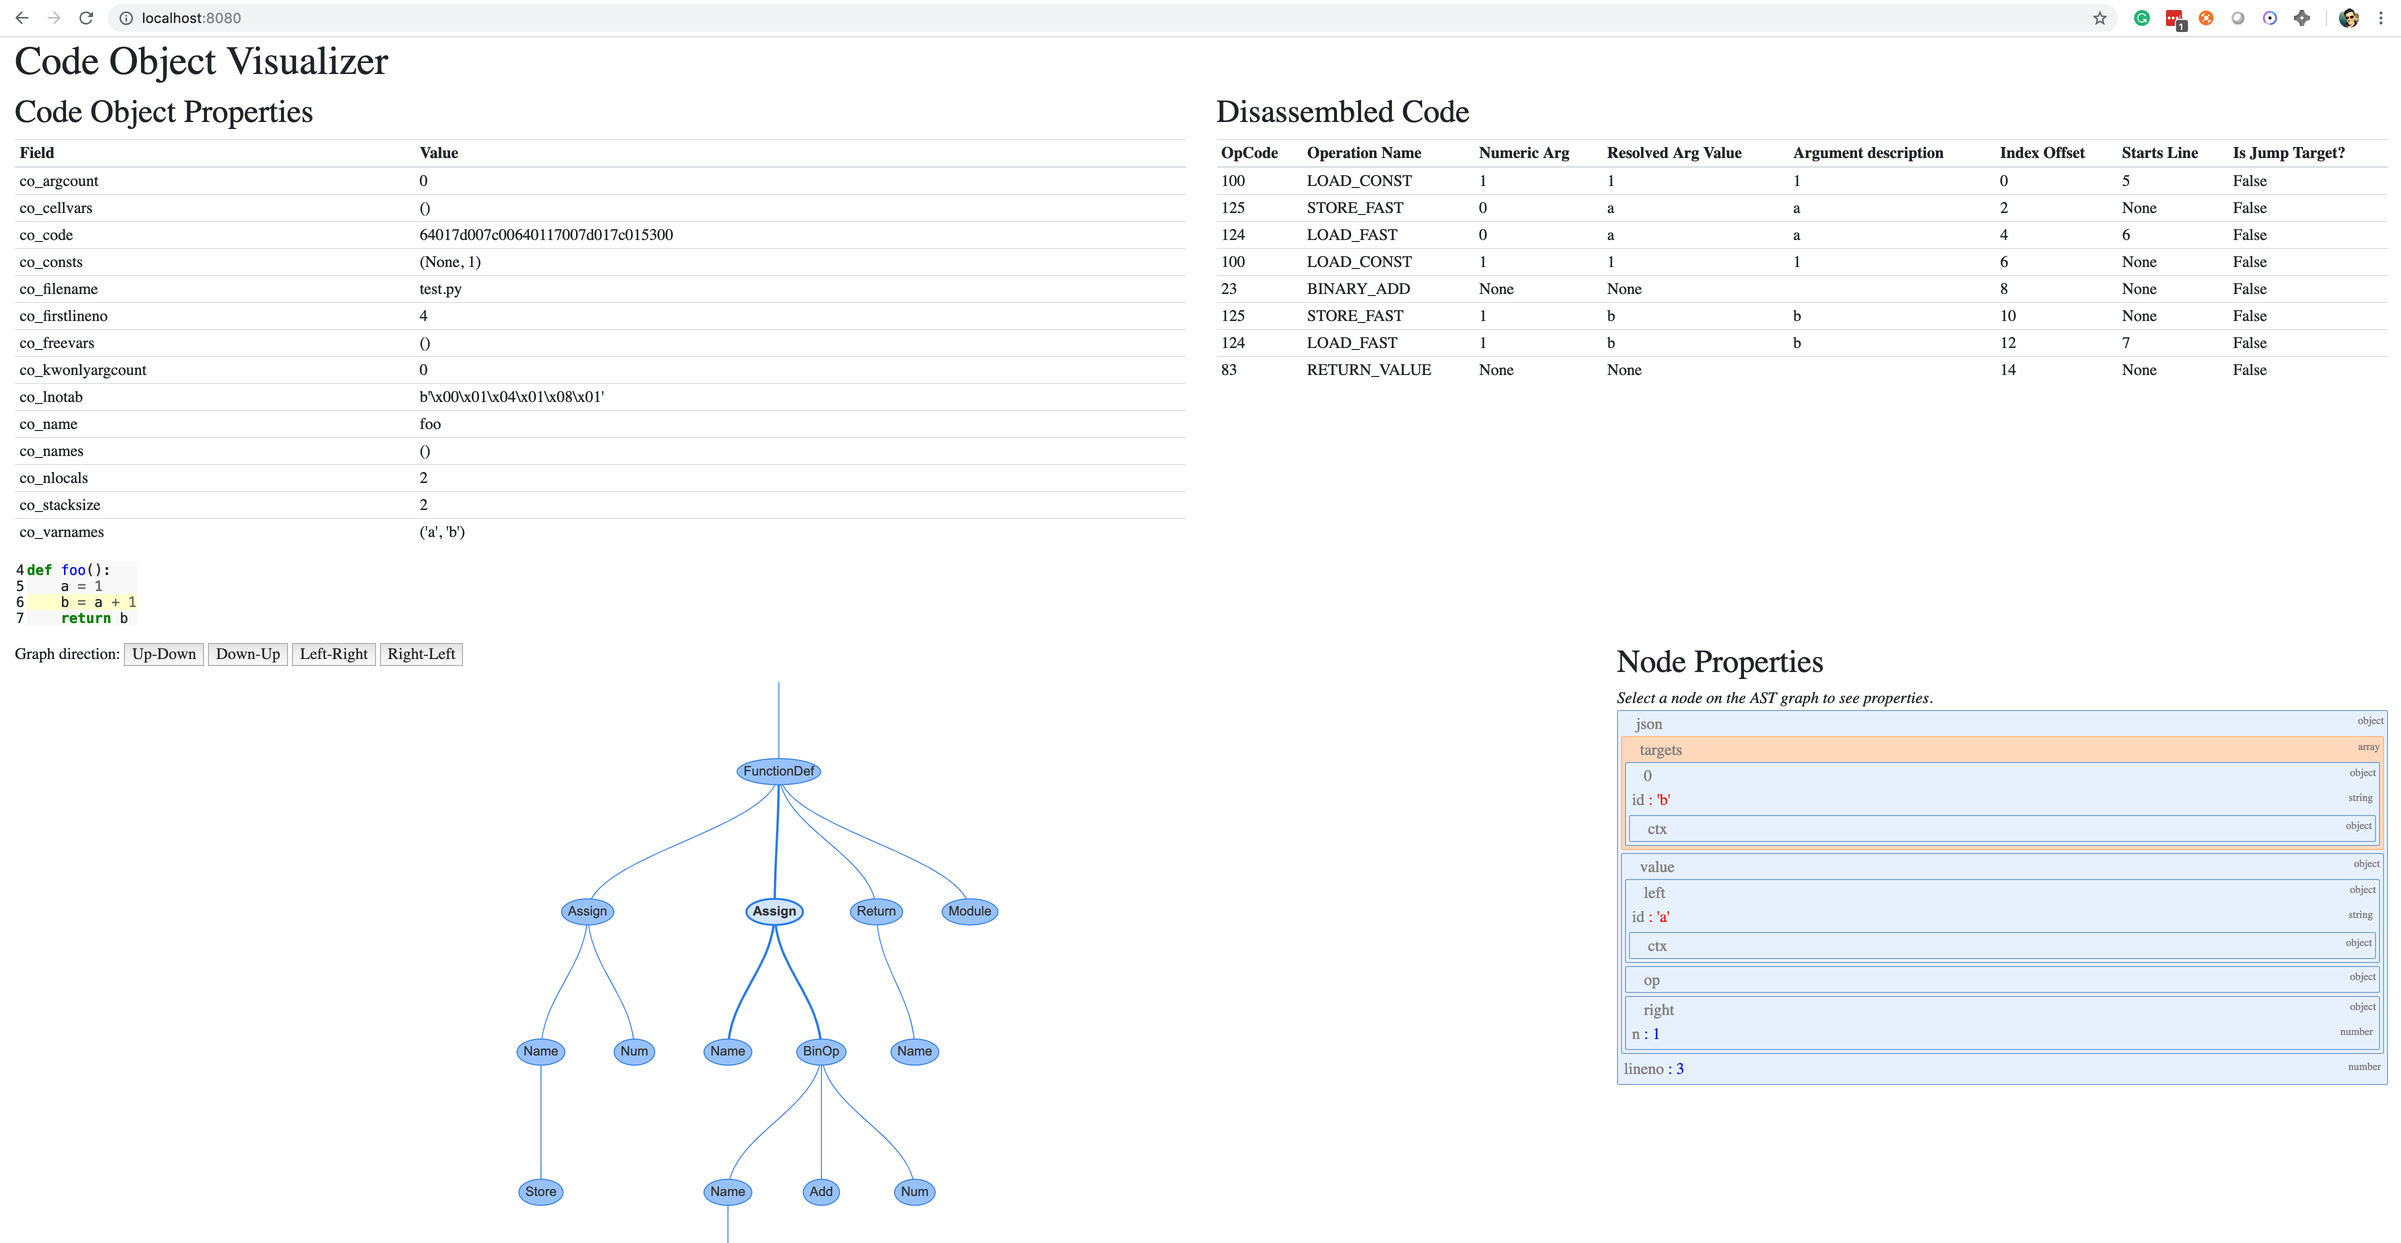 localhost:8080
1
Code Object Visualizer
Code Object Properties
Field Value
co_argcount 0
co_cellvars ()
co_code 64017d007c00640117007d017c015300
co_consts (None, 1)
co_filename test.py
co_firstlineno 4
co_freevars ()
co_kwonlyargcount 0
co_lnotab b'\x00\x01\x04\x01\x08\x01'
co_name foo
co_names ()
co_nlocals 2
co_stacksize 2
co_varnames ('a', 'b')
Disassembled Code
OpCode Operation Name Numeric Arg Resolved Arg Value Argument description Index Offset Starts Line Is Jump Target?
100 LOAD_CONST 1 1 1 0 5 False
125 STORE_FAST 0 a a 2 None False
124 LOAD_FAST 0 a a 4 6 False
100 LOAD_CONST 1 1 1 6 None False
23 BINARY_ADD None None 8 None False
125 STORE_FAST 1 b b 10 None False
124 LOAD_FAST 1 b b 12 7 False
83 RETURN_VALUE None None 14 None False
4 def foo():
5 a = 1
6 b = a + 1
7 return b
Graph direction: Up-Down Down-Up Left-Right Right-Left
FunctionDef
Assign Assign Return Module
Name Num Name BinOp Name
Store Name Add Num
Node Properties
Select a node on the AST graph to see properties.
json object
targets array
0 object
id : 'b' string
ctx object
value object
left object
id : 'a' string
ctx object
op object
right object
n : 1 number
lineno : 3 number